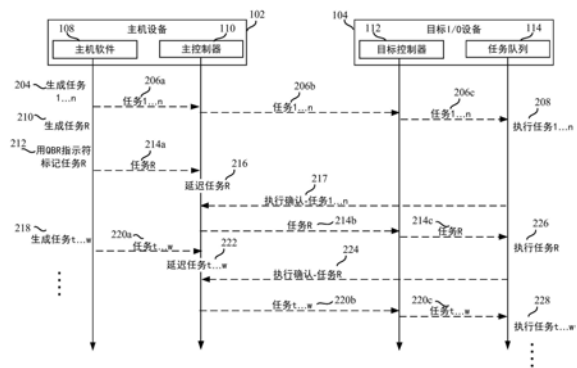 102
104
主机设备
目标I/O设备
108
110
112
114
主机软件
主控制器
目标控制器
任务队列
204
生成任务
1...n
206a
任务1...n
206b
任务1...n
206c
任务1...n
208
执行任务1...n
210
生成任务R
212
用QBR指示符
标记任务R
214a
任务R
216
延迟任务R
217
执行确认-任务1...n
214b
任务R
214c
任务R
226
执行任务R
218
生成任务t...w
220a
任务t...w
222
延迟任务t...w
224
执行确认-任务R
220b
任务t...w
220c
任务t...w
228
执行任务t...w